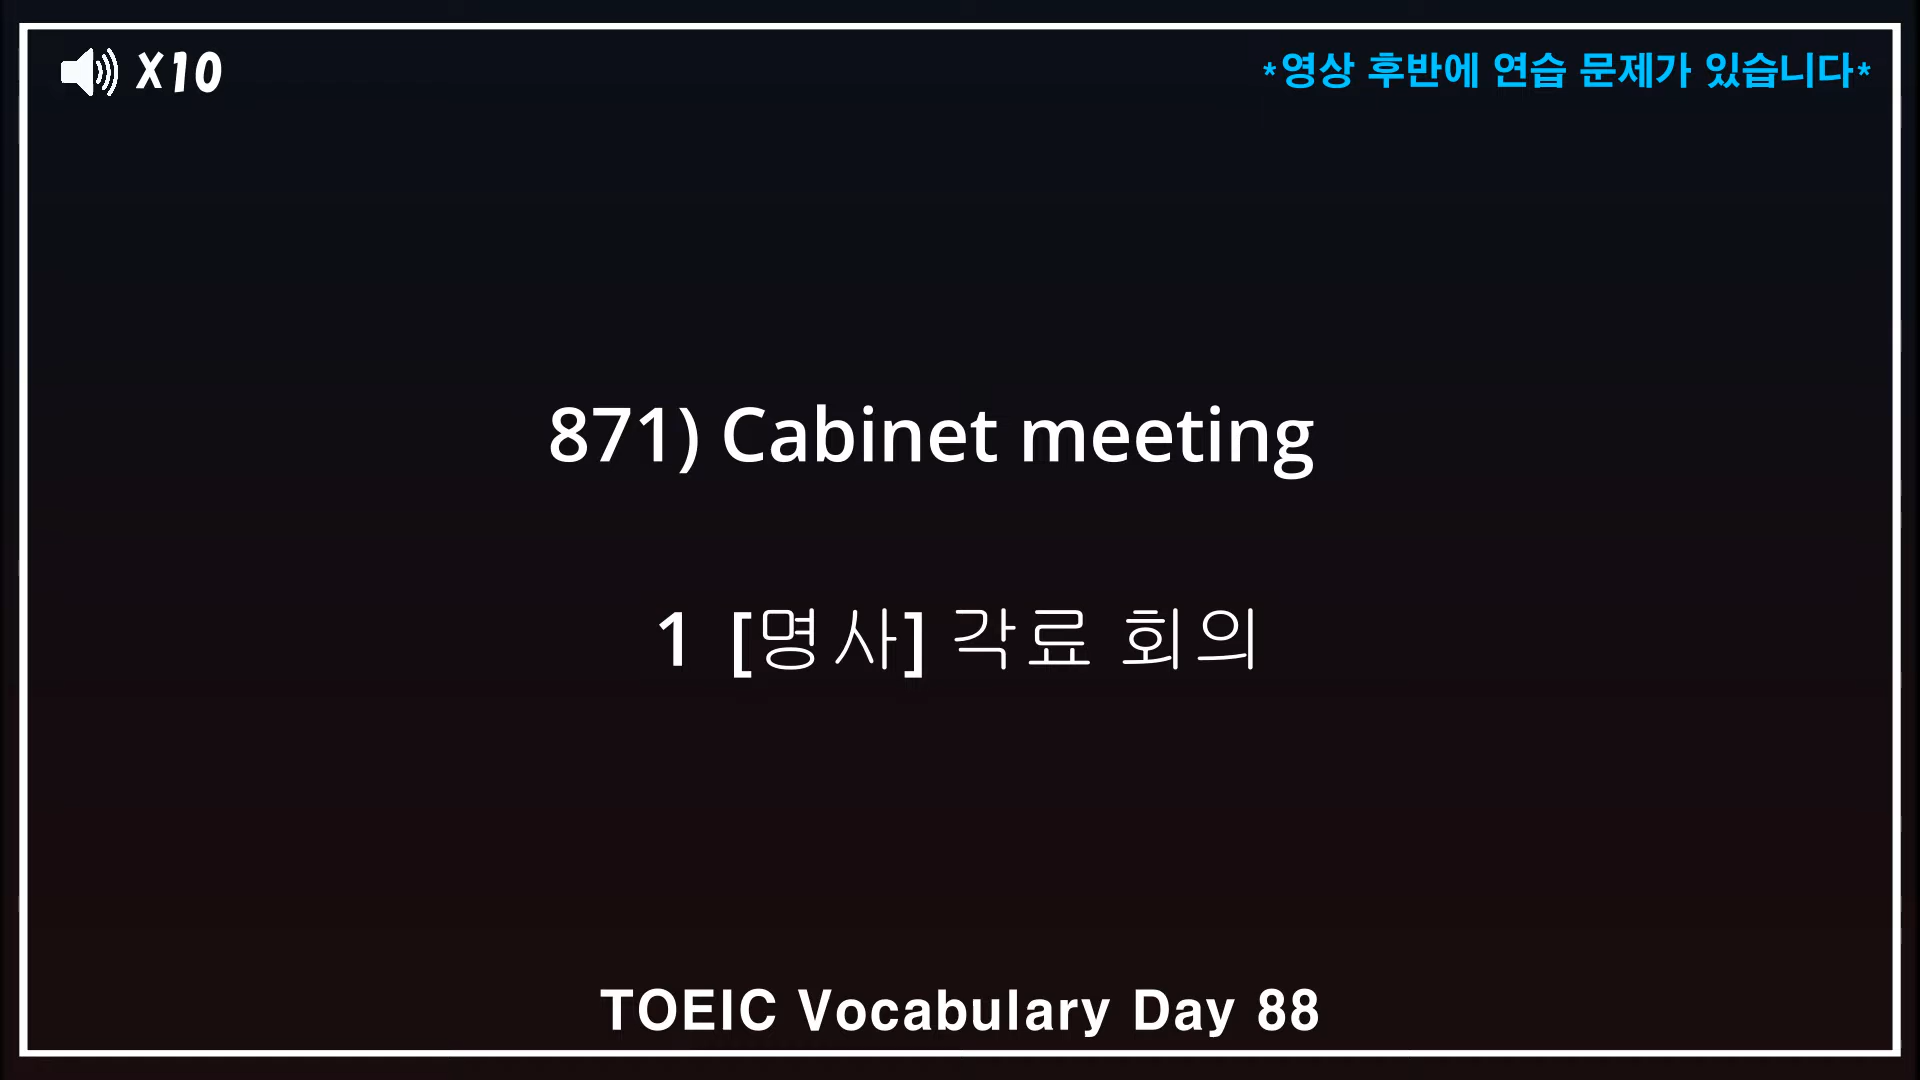 X10
*영상 후반에 연습 문제가 있습니다*
871) Cabinet meeting
1 [명사] 각료 회의
TOEIC Vocabulary Day 88